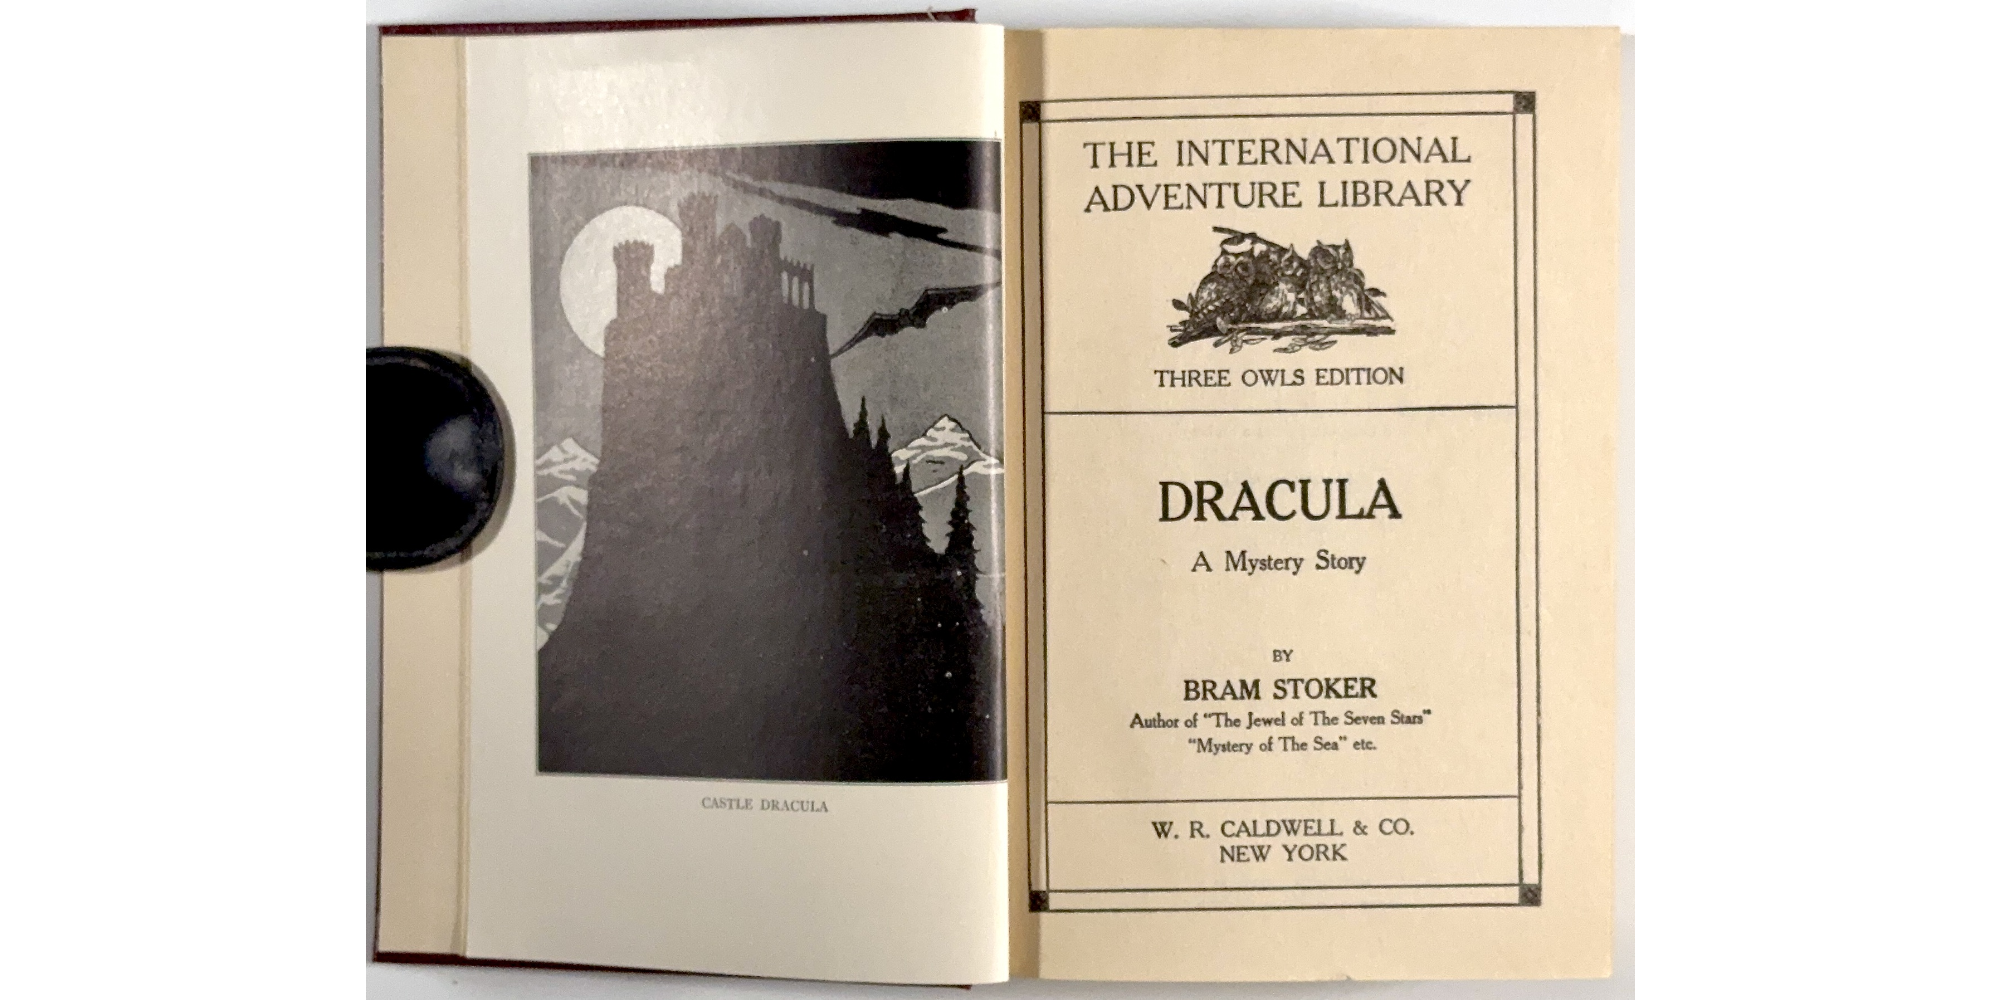 CASTLE DRACULA
THE INTERNATIONAL
ADVENTURE LIBRARY
THREE OWLS EDITION
DRACULA
A Mystery Story
BY
BRAM STOKER
Author of "The Jewel of The Seven Stars"
"Mystery of The Sea" etc.
W. R. CALDWELL & CO.
NEW YORK